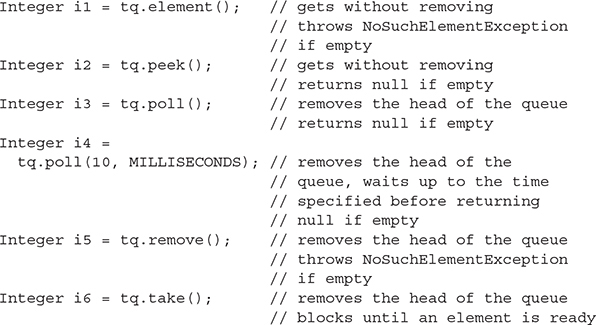 Integer i1 = tq.element();  // gets without removing
                            // throws NoSuchElementException
                            // if empty
Integer i2 = tq.peek();     // gets without removing
                            // returns null if empty
Integer i3 = tq.poll();     // removes the head of the queue
                            // returns null if empty
Integer i4 =
  tq.poll(10, MILLISECONDS); // removes the head of the
                            // queue, waits up to the time
                            // specified before returning
                            // null if empty
Integer i5 = tq.remove();   // removes the head of the queue
                            // throws NoSuchElementException
                            // if empty
Integer i6 = tq.take();     // removes the head of the queue
                            // blocks until an element is ready